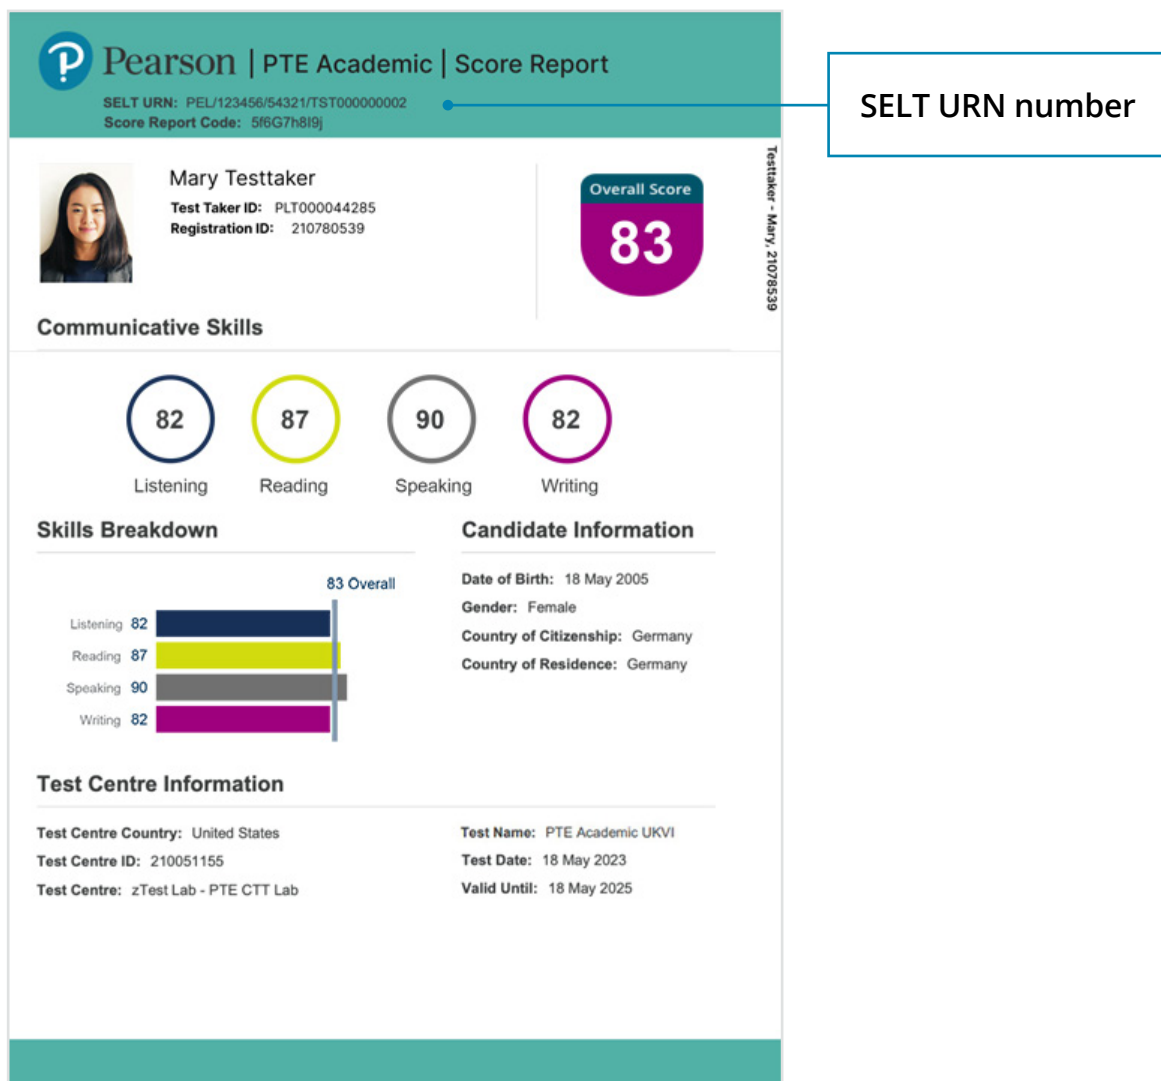 Pearson | PTE Academic | Score Report
SELT URN: PEL/123456/54321/TST000000002
Score Report Code: 5f6G7h8I9j
SELT URN number
Mary Testtaker
Test Taker ID: PLT000044285
Registration ID: 210780539
Overall Score
83
Testtaker - Mary, 21078539
Communicative Skills
82 87 90 82
Listening Reading Speaking Writing
Skills Breakdown
83 Overall
Listening 82
Reading 87
Speaking 90
Writing 82
Candidate Information
Date of Birth: 18 May 2005
Gender: Female
Country of Citizenship: Germany
Country of Residence: Germany
Test Centre Information
Test Centre Country: United States
Test Centre ID: 210051155
Test Centre: zTest Lab - PTE CTT Lab
Test Name: PTE Academic UKVI
Test Date: 18 May 2023
Valid Until: 18 May 2025